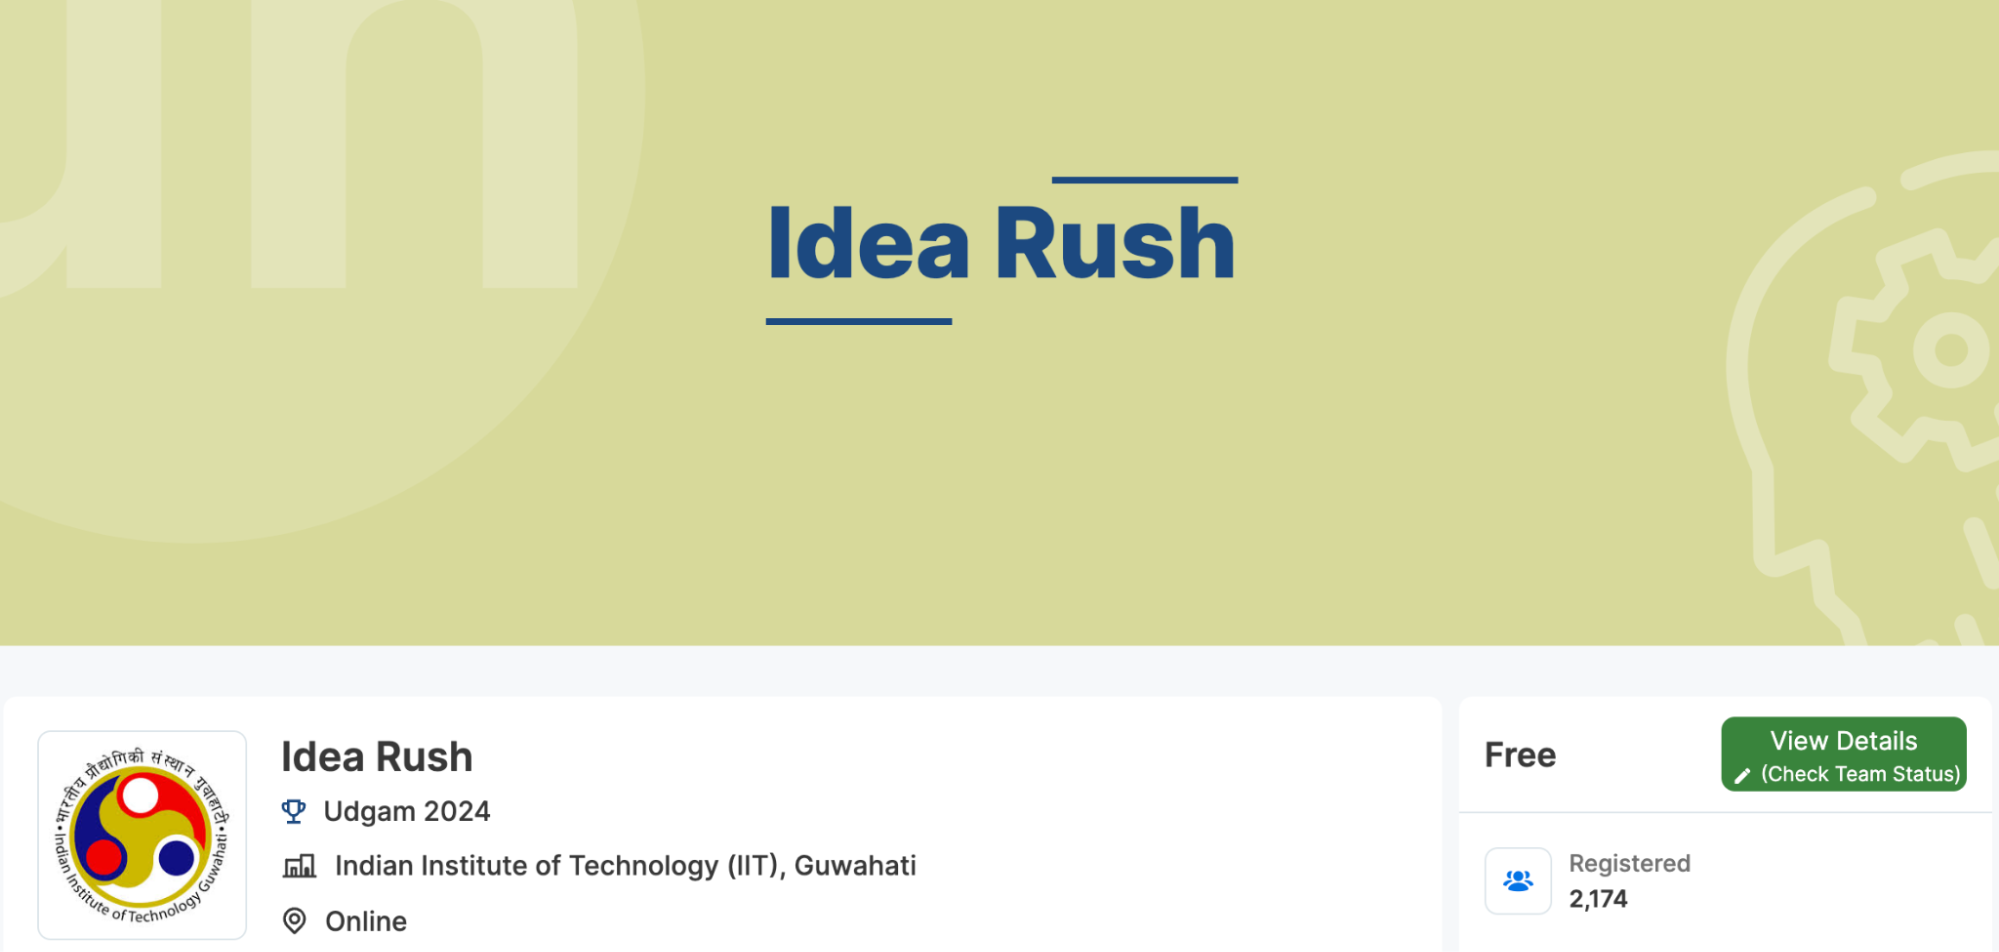 un
Idea Rush
भारतीय प्रौद्योगिकी संस्थान गुवाहाटी
Indian Institute of Technology Guwahati
Idea Rush
Udgam 2024
Indian Institute of Technology (IIT), Guwahati
Online
Free
View Details
(Check Team Status)
Registered
2,174